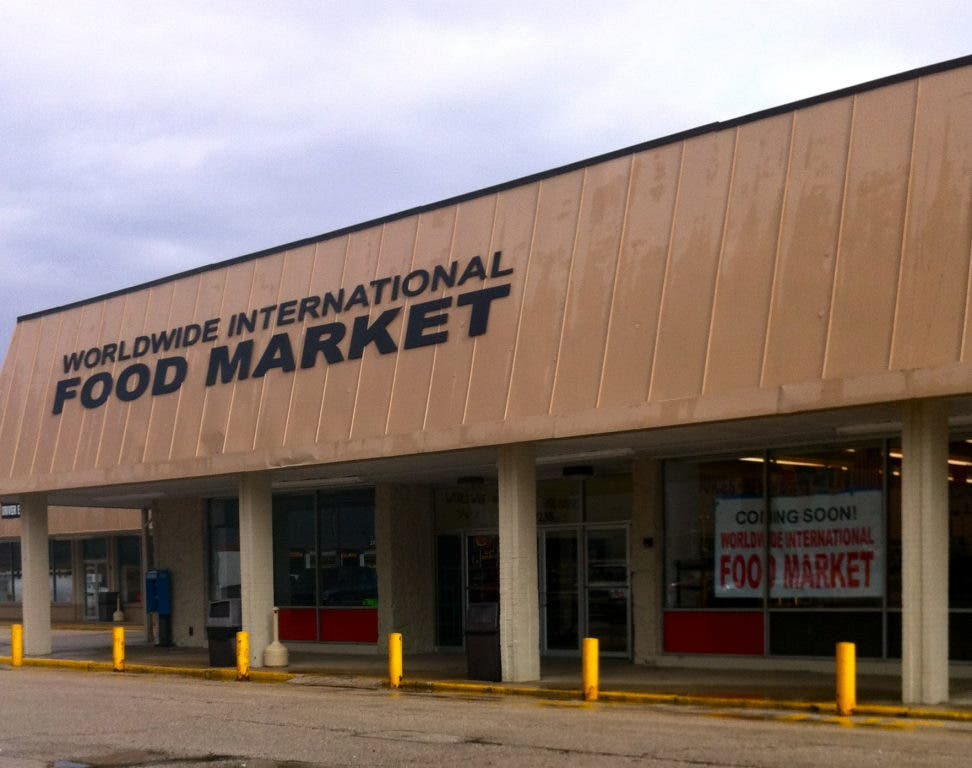 WORLDWIDE INTERNATIONAL
FOOD MARKET
COMING SOON!
WORLDWIDE INTERNATIONAL
FOOD MARKET